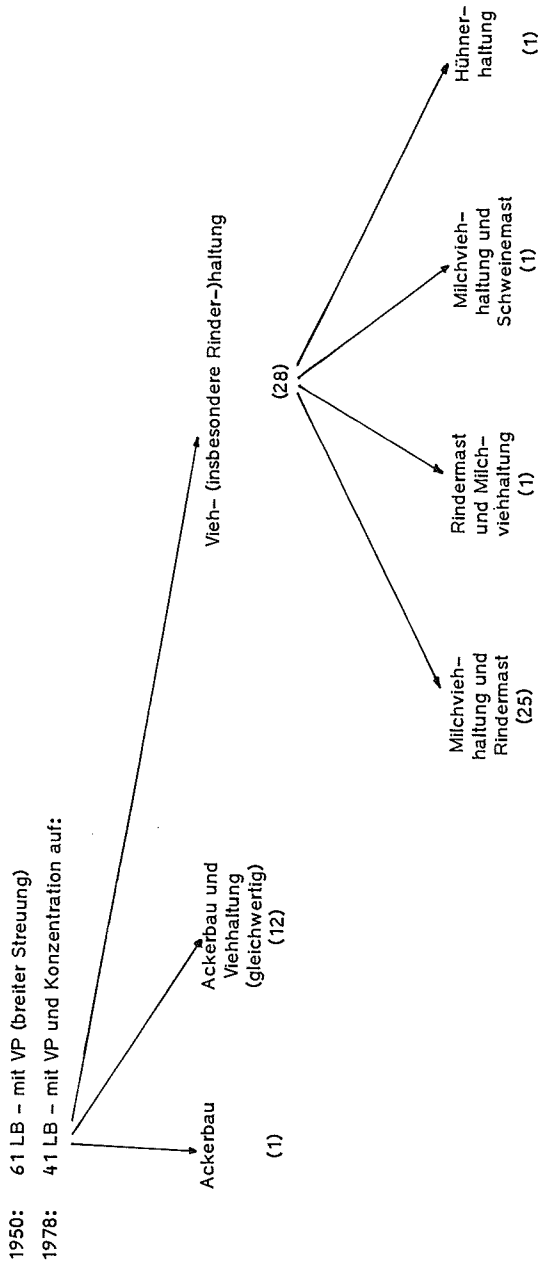 1950: 61 LB – mit VP (breiter Streuung)
1978: 41 LB – mit VP und Konzentration auf:
Ackerbau
(1)
Ackerbau und
Viehhaltung
(gleichwertig)
(12)
Vieh- (insbesondere Rinder-)haltung
(28)
Milchvieh-
haltung und
Rindermast
(25)
Rindermast
und Milch-
viehhaltung
(1)
Milchvieh-
haltung und
Schweinemast
(1)
Hühner-
haltung
(1)